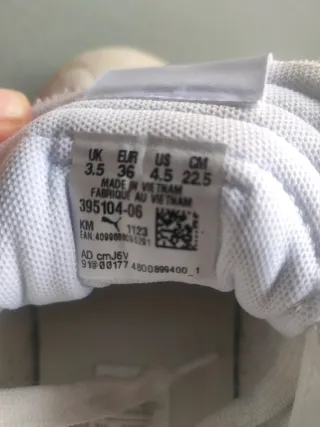 UK EUR US CM
3.5 36 4.5 22.5
MADE IN VIETNAM
FABRIQUE AU VIETNAM
395104-06
KM 1123
AD cmJ6V